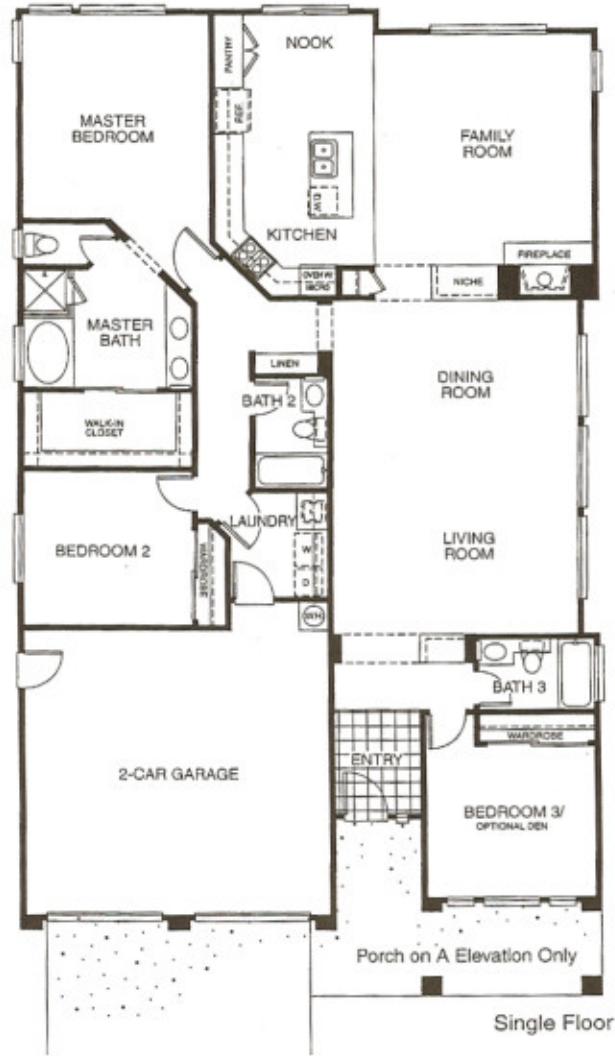 NOOK
PANTRY
REF.
MASTER
BEDROOM
FAMILY
ROOM
D.W.
KITCHEN
FIREPLACE
OVEN W/
MICRO
NICHE
MASTER
BATH
LINEN
DINING
ROOM
BATH 2
WALK-IN
CLOSET
LAUNDRY
BEDROOM 2
WARDROBE
W
D
LIVING
ROOM
WH
BATH 3
WARDROBE
ENTRY
2-CAR GARAGE
BEDROOM 3/
OPTIONAL DEN
Porch on A Elevation Only
Single Floor